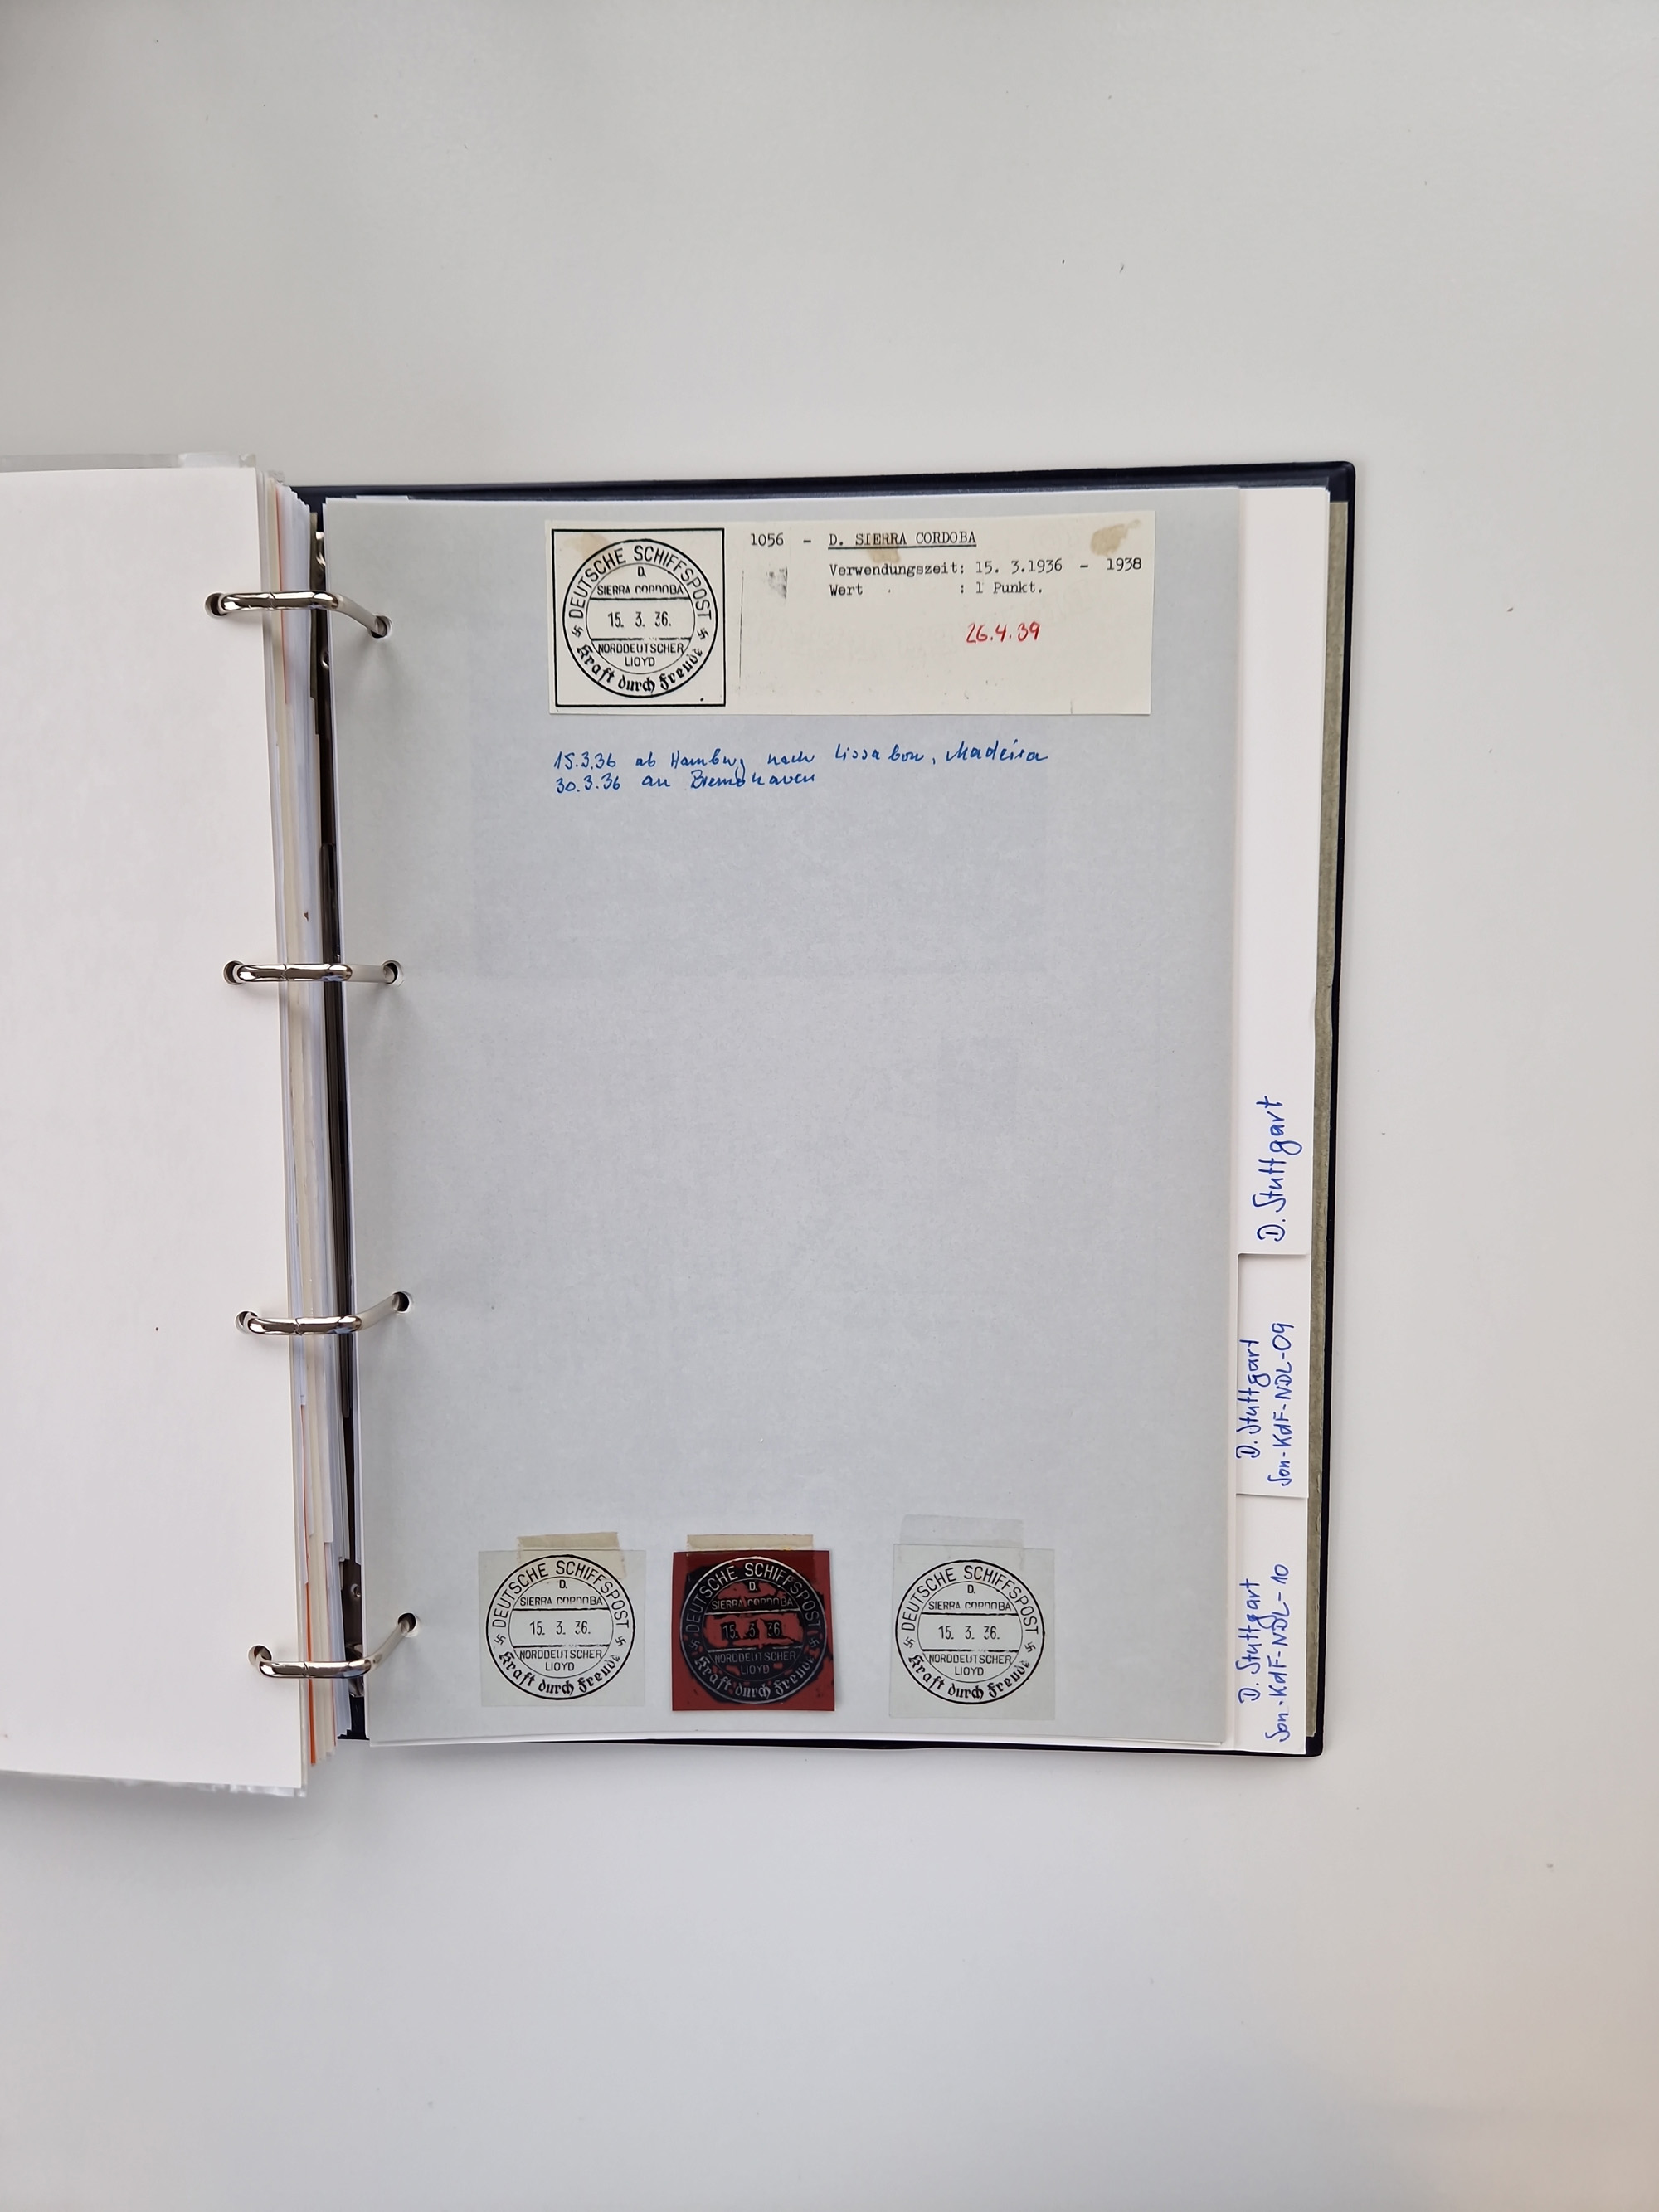 DEUTSCHE SCHIFFSPOST
D.
SIERRA CORDOBA
15. 3. 36.
NORDDEUTSCHER
LLOYD
Kraft durch Freude
1056 - D. SIERRA CORDOBA
Verwendungszeit: 15. 3.1936 - 1938
Wert : 1 Punkt.
26.4.39
15.3.36 ab Hamburg nach Lissabon, Madeira
30.3.36 an Bremerhaven
DEUTSCHE SCHIFFSPOST
D.
SIERRA CORDOBA
15. 3. 36.
NORDDEUTSCHER
LLOYD
Kraft durch Freude
DEUTSCHE SCHIFFSPOST
D.
SIERRA CORDOBA
15. 3. 36
NORDDEUTSCHER
LLOYD
Kraft durch Freude
DEUTSCHE SCHIFFSPOST
D.
SIERRA CORDOBA
15. 3. 36.
NORDDEUTSCHER
LLOYD
Kraft durch Freude
D. Stuttgart
D. Stuttgart
Son-KdF-NDL-09
D. Stuttgart
Son-KdF-NDL-10